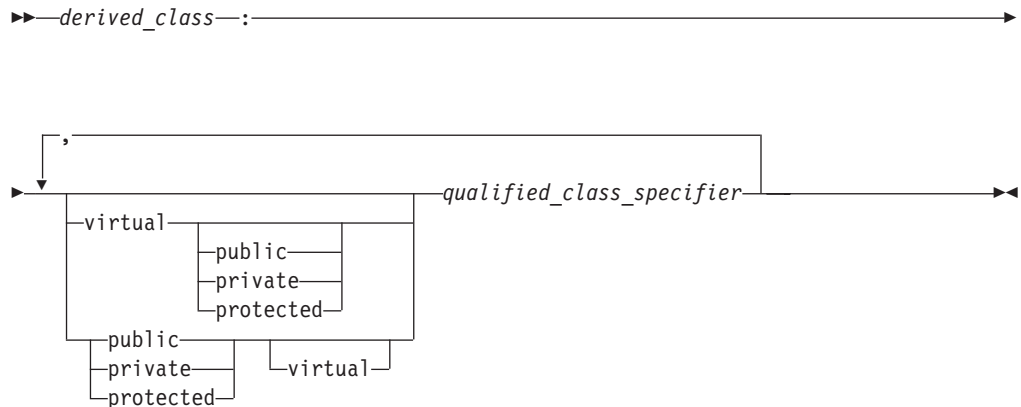 derived_class :
,
qualified_class_specifier
virtual
public
private
protected
public
private virtual
protected